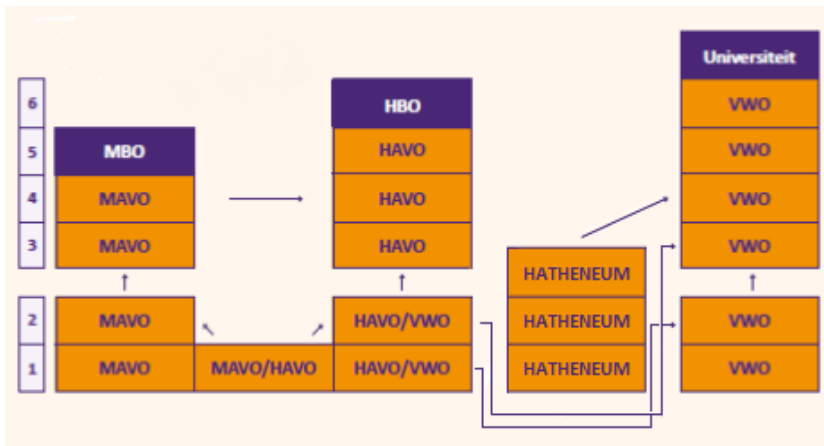 Universiteit
6 HBO VWO
5 MBO HAVO VWO
4 MAVO HAVO VWO
3 MAVO HAVO VWO
HATHENEUM
2 MAVO HAVO/VWO HATHENEUM VWO
1 MAVO MAVO/HAVO HAVO/VWO HATHENEUM VWO